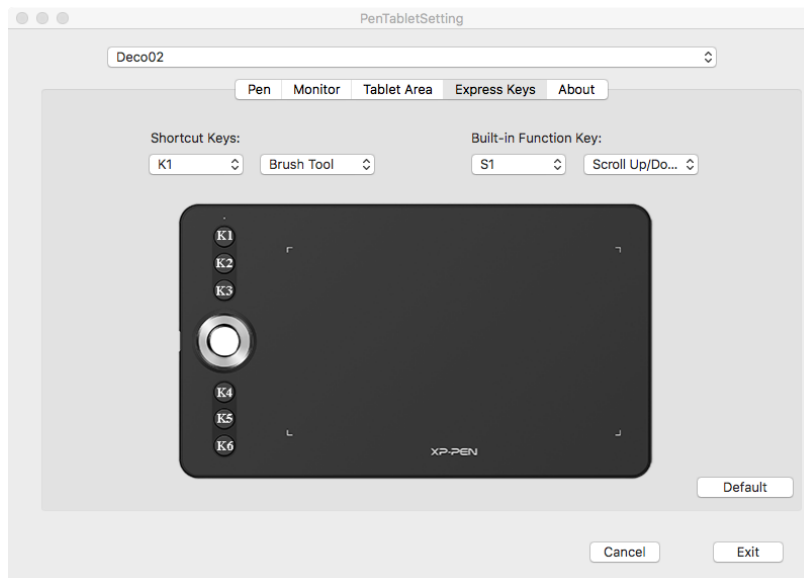 PenTabletSetting
Deco02
Pen Monitor Tablet Area Express Keys About
Shortcut Keys: Built-in Function Key:
K1 Brush Tool S1 Scroll Up/Do...
K1
K2
K3
K4
K5
K6
XP-PEN
Default
Cancel Exit